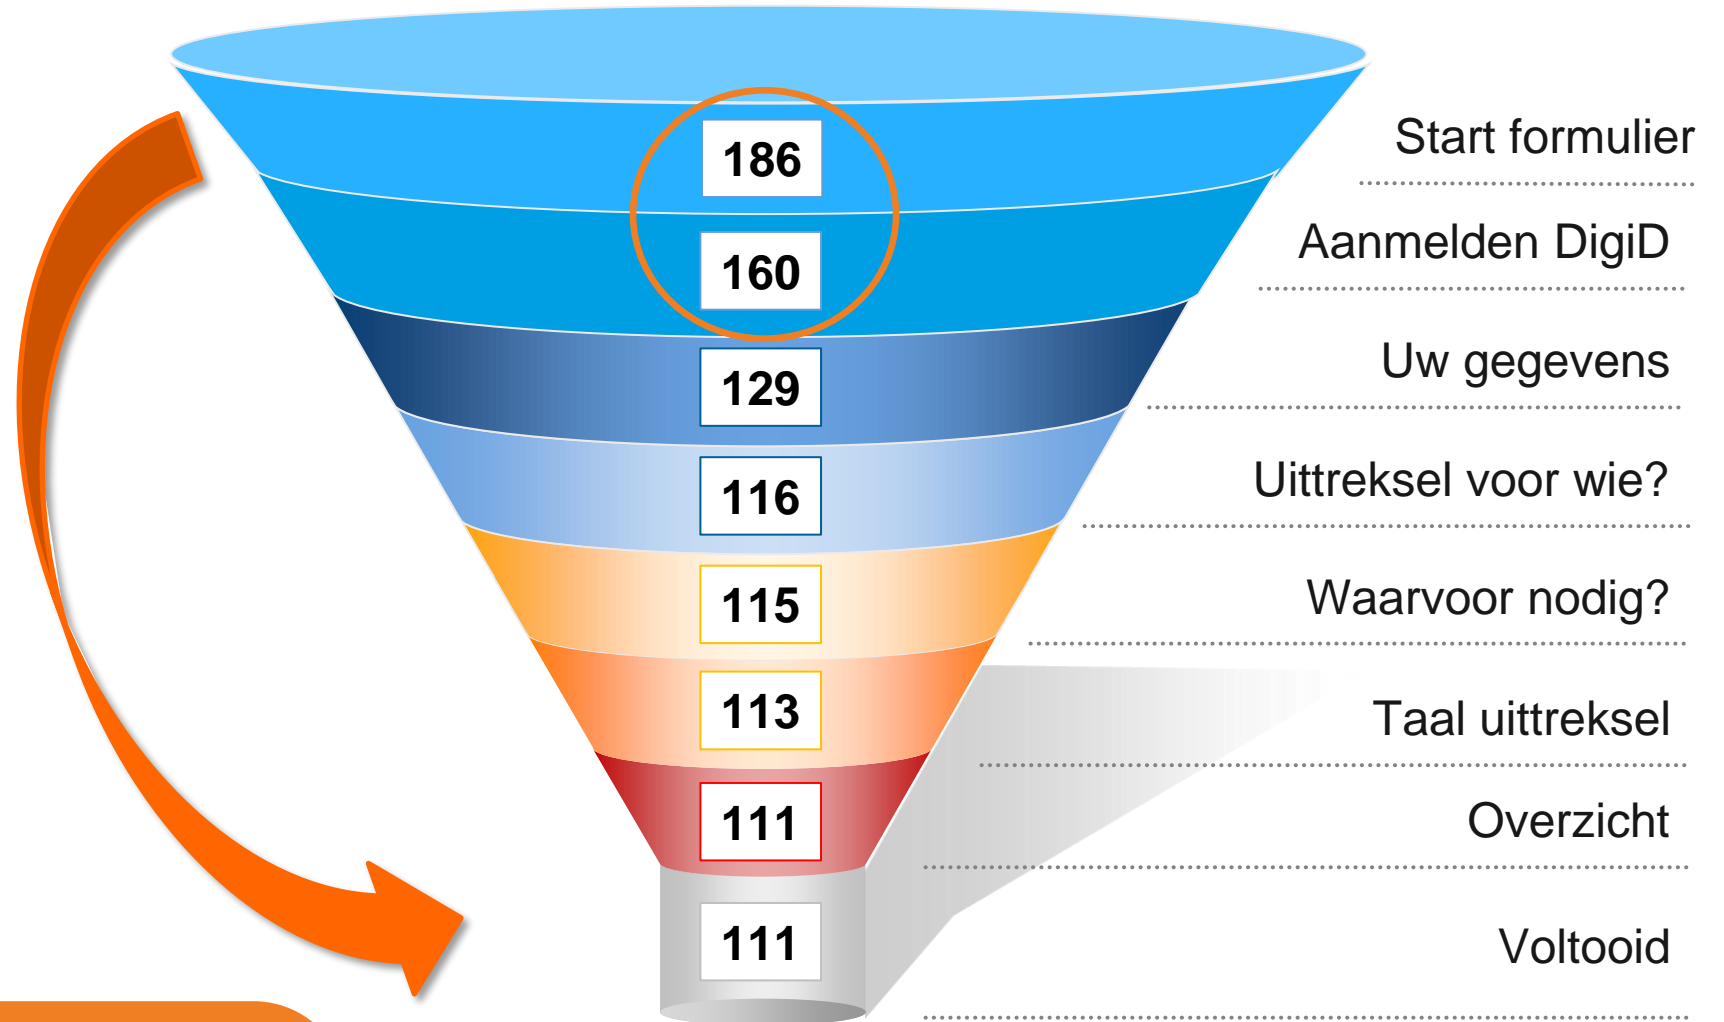 186 Start formulier
160 Aanmelden DigiD
129 Uw gegevens
116 Uittreksel voor wie?
115 Waarvoor nodig?
113 Taal uittreksel
111 Overzicht
111 Voltooid